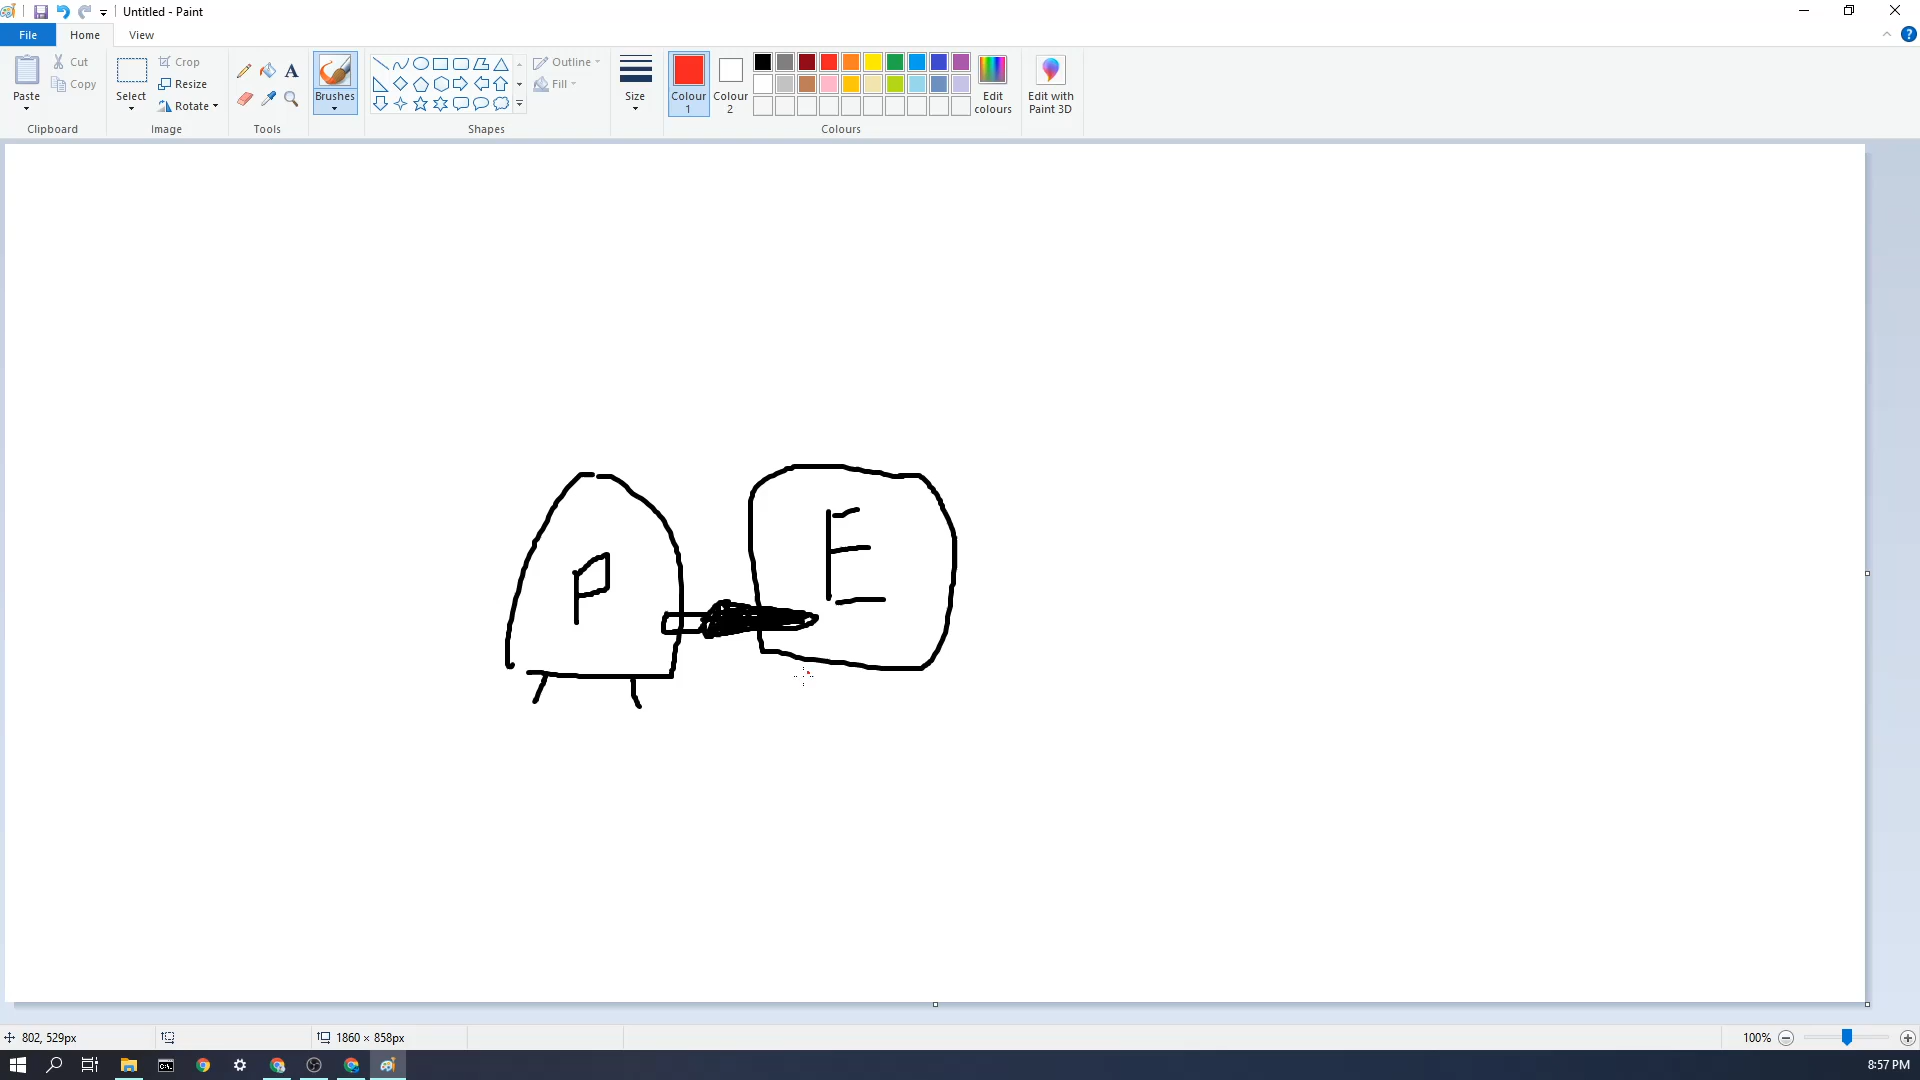 Untitled - Paint
File Home View
Paste
Cut
Copy
Clipboard
Select
Crop
Resize
Rotate
Image
A
Tools
Brushes
Outline
Fill
Shapes
Size
Colour 1
Colour 2
Edit colours
Edit with Paint 3D
Colours
P
E
802, 529px
1860 × 858px
100%
8:57 PM